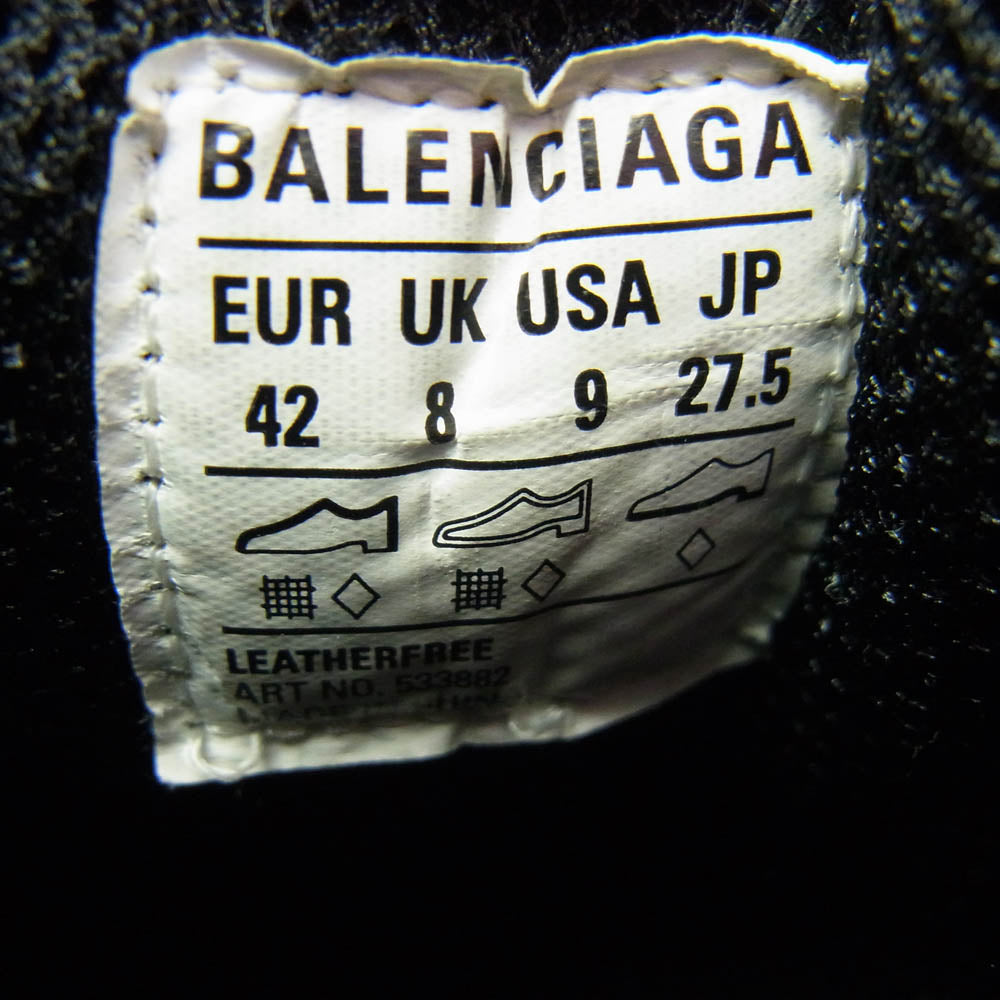 BALENCIAGA
EUR UK USA JP
42 8 9 27.5
LEATHERFREE
ART NO. 533882